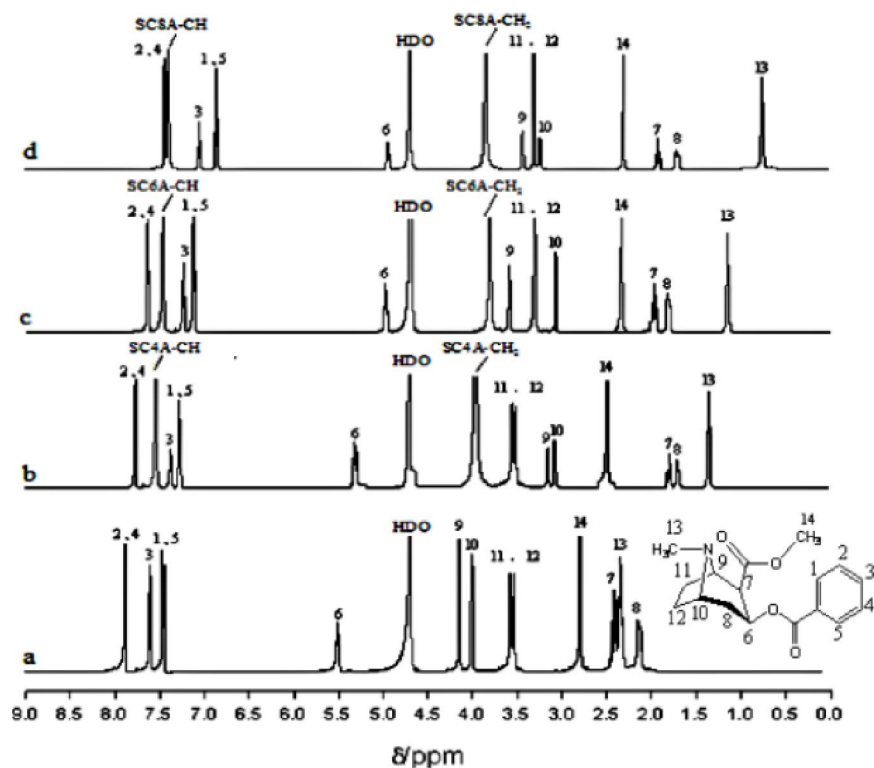 SC8A-CH
SC8A-CH₂
2,4
1,5
3
HDO
6
9
11 . 12
10
14
7
8
13
d
SC6A-CH
SC6A-CH₂
2,4
1,5
3
HDO
6
9
11 . 12
10
14
7
8
13
c
SC4A-CH
SC4A-CH₂
2,4
1,5
3
HDO
6
11 . 12
9
10
14
7
8
13
b
2,4
3
1,5
HDO
6
9
10
11 . 12
14
13
7
8
a
13
H₃C
N
O
14
O
9
7
11
1
2
3
4
5
10
8
12
6
O
O
9.0 8.5 8.0 7.5 7.0 6.5 6.0 5.5 5.0 4.5 4.0 3.5 3.0 2.5 2.0 1.5 1.0 0.5 0.0
δ/ppm